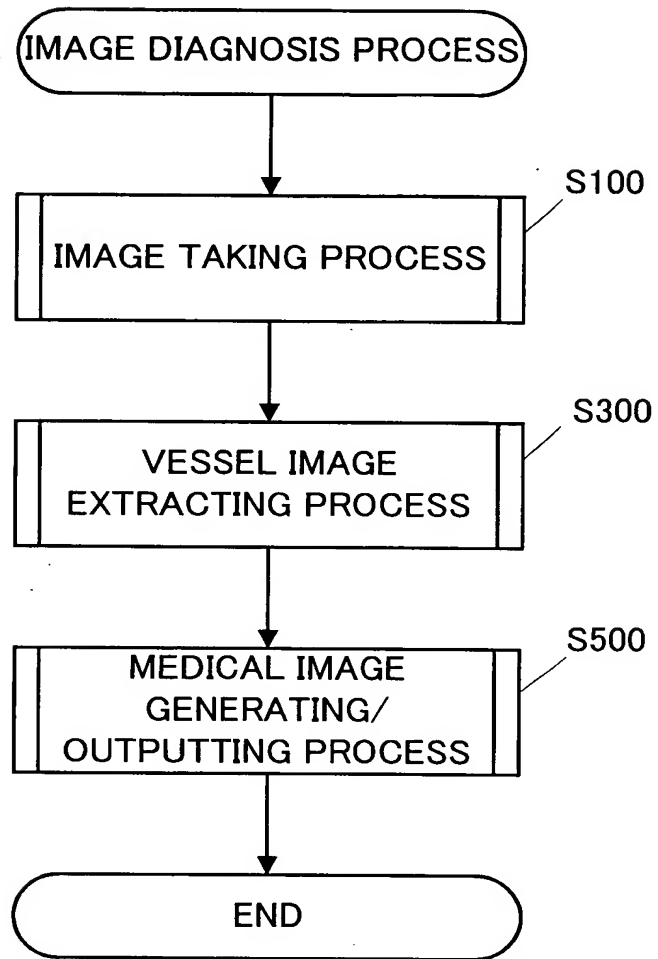 IMAGE DIAGNOSIS PROCESS
S100
IMAGE TAKING PROCESS
S300
VESSEL IMAGE
EXTRACTING PROCESS
S500
MEDICAL IMAGE
GENERATING/
OUTPUTTING PROCESS
END